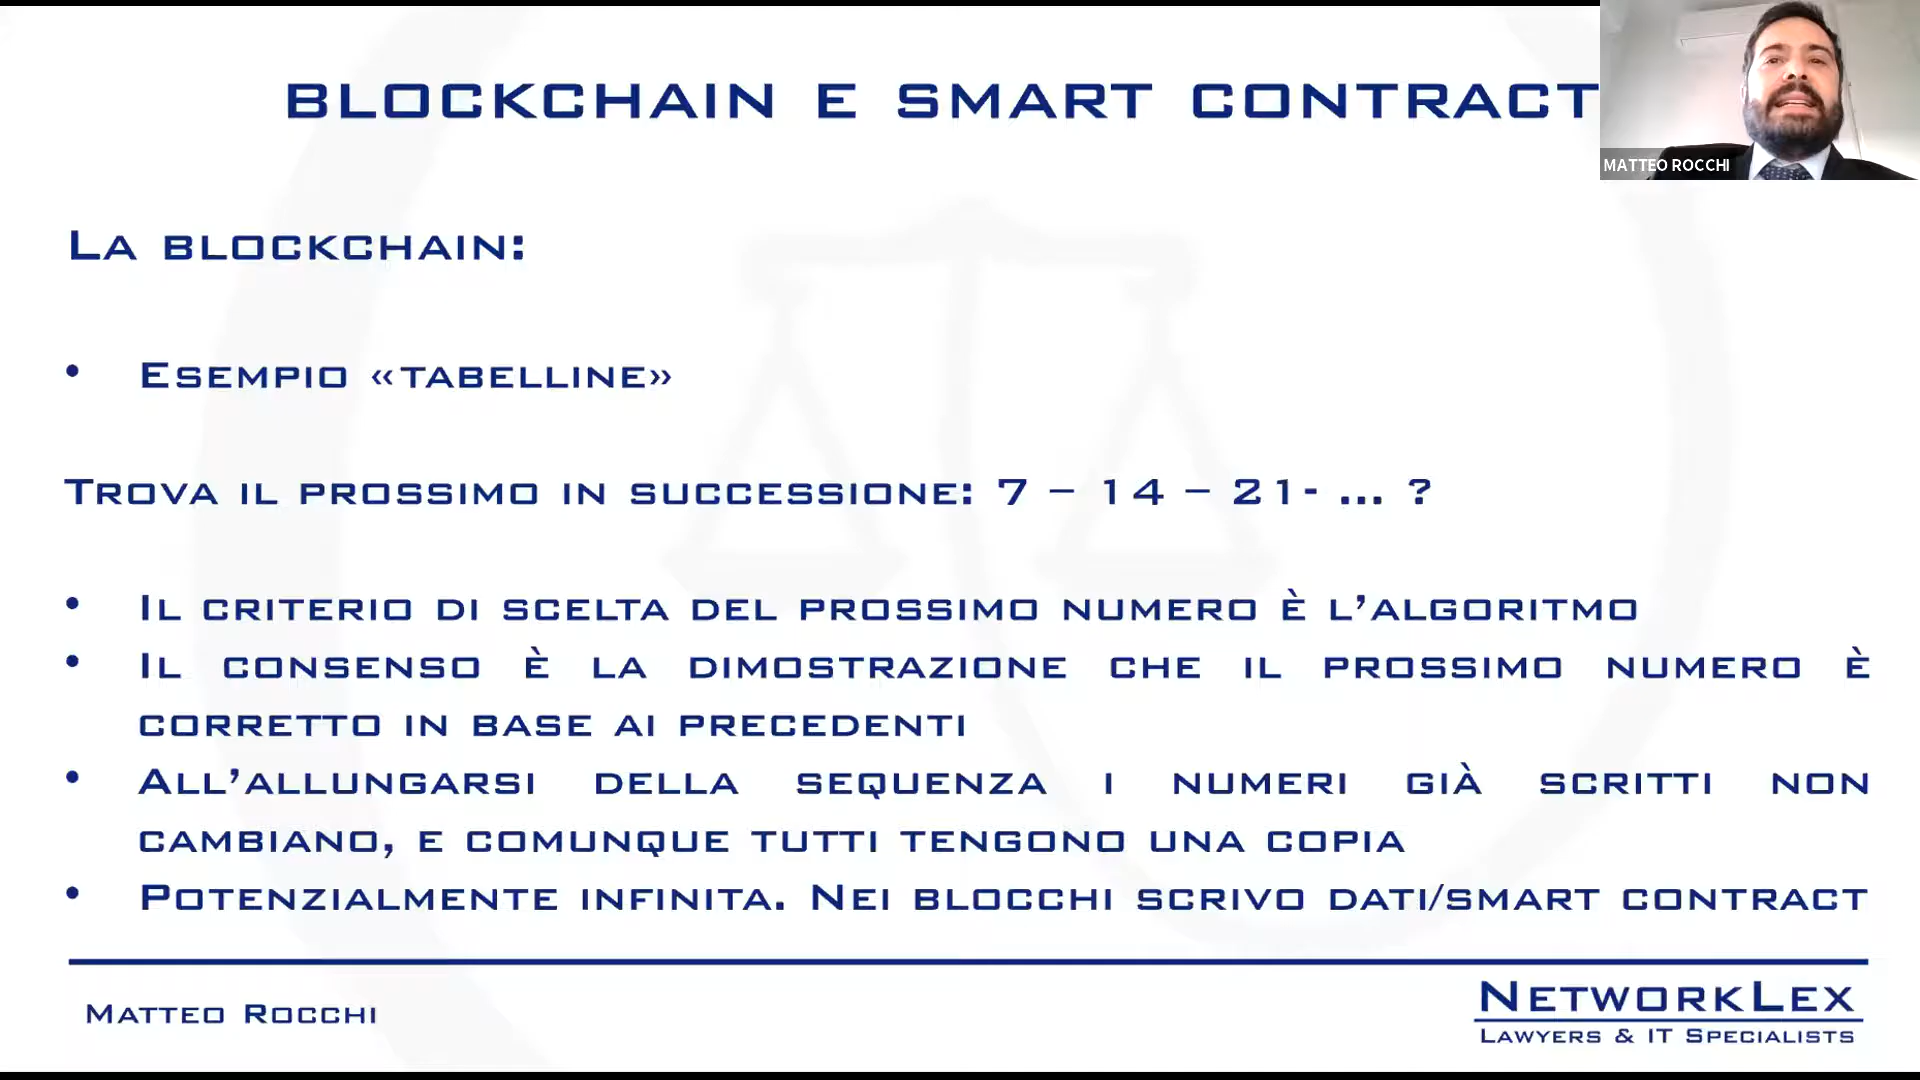 BLOCKCHAIN E SMART CONTRACT
MATTEO ROCCHI
LA BLOCKCHAIN:
• ESEMPIO «TABELLINE»
TROVA IL PROSSIMO IN SUCCESSIONE: 7 – 14 – 21- ... ?
• IL CRITERIO DI SCELTA DEL PROSSIMO NUMERO È L’ALGORITMO
• IL CONSENSO È LA DIMOSTRAZIONE CHE IL PROSSIMO NUMERO È
CORRETTO IN BASE AI PRECEDENTI
• ALL’ALLUNGARSI DELLA SEQUENZA I NUMERI GIÀ SCRITTI NON
CAMBIANO, E COMUNQUE TUTTI TENGONO UNA COPIA
• POTENZIALMENTE INFINITA. NEI BLOCCHI SCRIVO DATI/SMART CONTRACT
MATTEO ROCCHI
NETWORKLEX
LAWYERS & IT SPECIALISTS